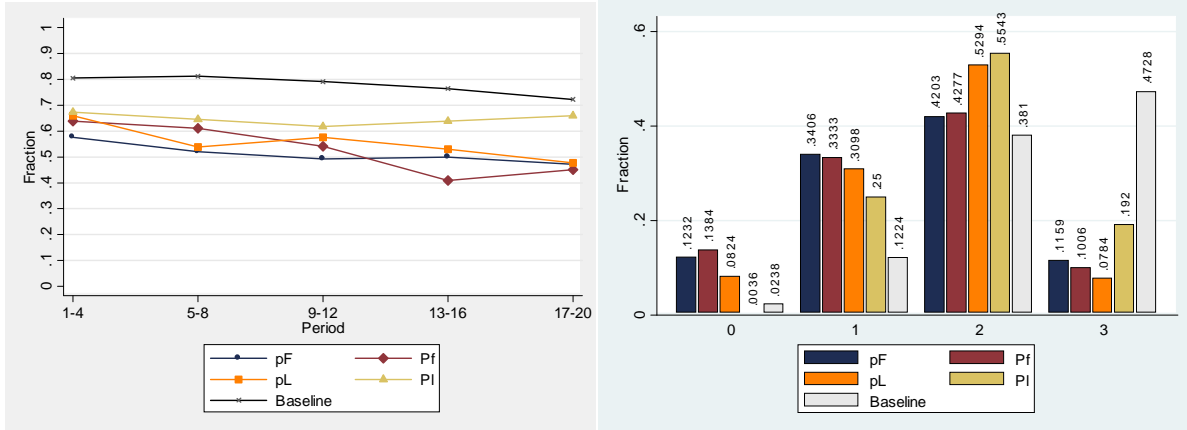 Fraction
1
.9
.8
.7
.6
.5
.4
.3
.2
.1
0
1-4 5-8 9-12 13-16 17-20
Period
pF Pf
pL Pl
Baseline
Fraction
.6
.4
.2
0
.1232 .1384 .0824 .0036 .0238
.3406 .3333 .3098 .25 .1224
.4203 .4277 .5294 .5543 .381
.1159 .1006 .0784 .192 .4728
0 1 2 3
pF Pf
pL Pl
Baseline